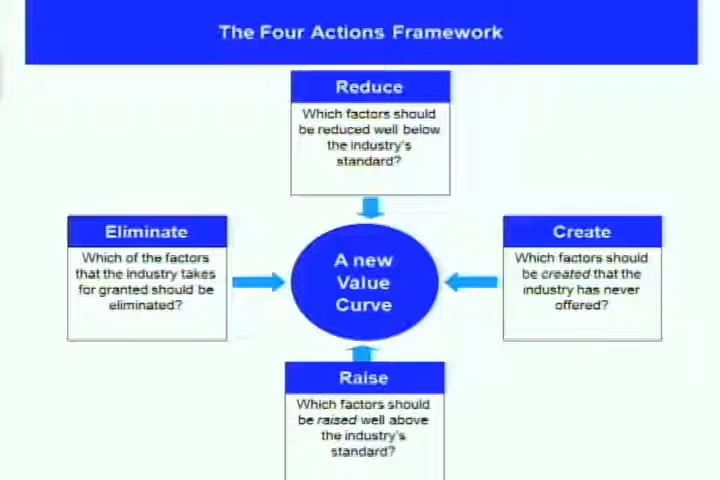 The Four Actions Framework
Reduce
Which factors should
be reduced well below
the industry's
standard?
Eliminate
Which of the factors
that the industry takes
for granted should be
eliminated?
A new
Value
Curve
Create
Which factors should
be created that the
industry has never
offered?
Raise
Which factors should
be raised well above
the industry's
standard?